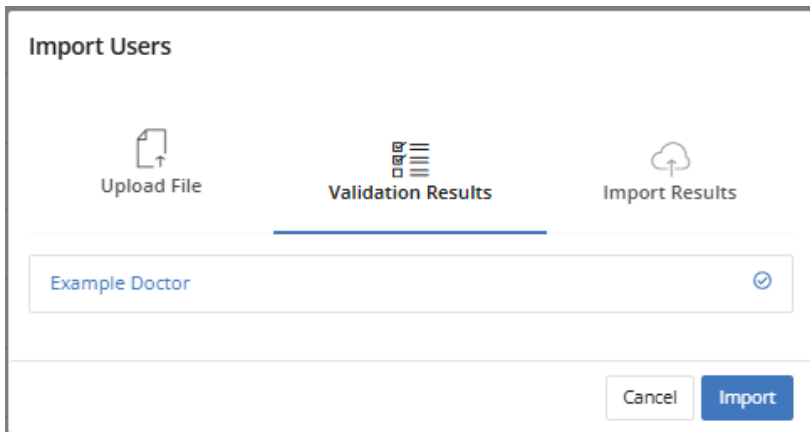 Import Users
Upload File
Validation Results
Import Results
Example Doctor
Cancel
Import